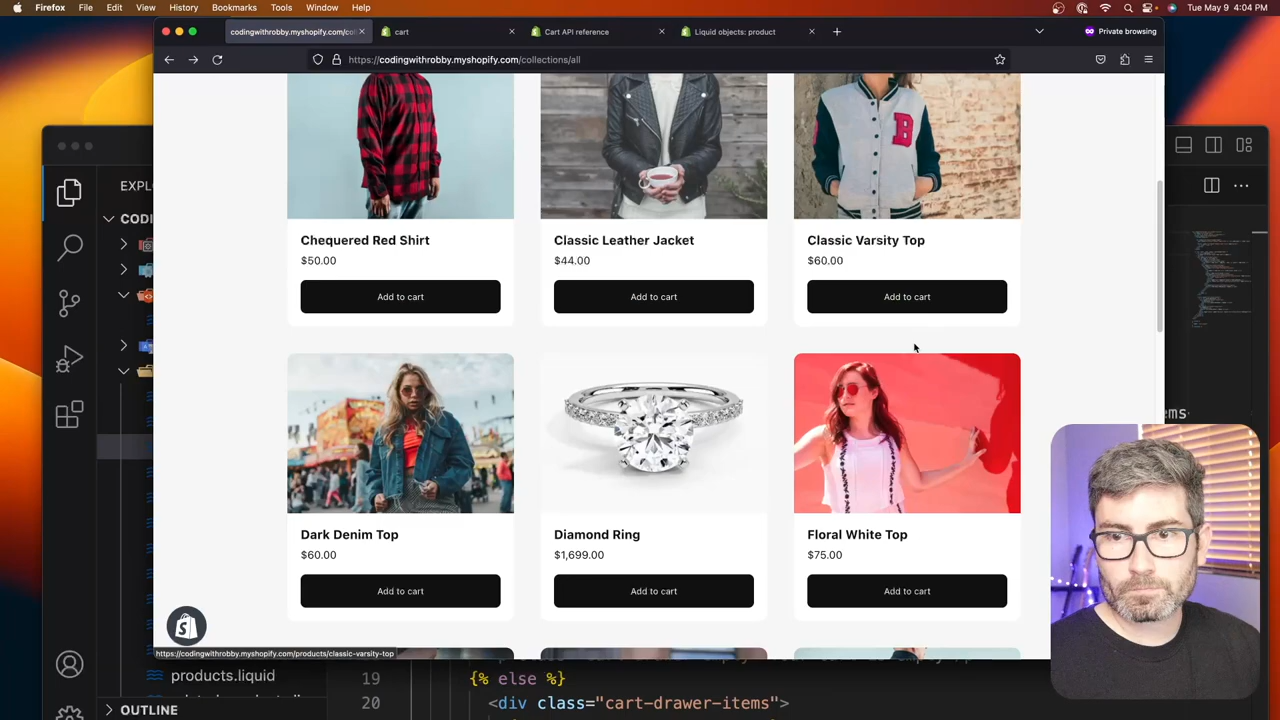 Firefox File Edit View History Bookmarks Tools Window Help
Tue May 9 4:04 PM
codingwithrobby.myshopify.com/col
cart
Cart API reference
Liquid objects: product
Private browsing
https://codingwithrobby.myshopify.com/collections/all
EXPL
COD
B
Chequered Red Shirt
$50.00
Add to cart
Classic Leather Jacket
$44.00
Add to cart
Classic Varsity Top
$60.00
Add to cart
Dark Denim Top
$60.00
Add to cart
Diamond Ring
$1,699.00
Add to cart
Floral White Top
$75.00
Add to cart
https://codingwithrobby.myshopify.com/products/classic-varsity-top
products.liquid
OUTLINE
19 {% else %}
20 <div class="cart-drawer-items">